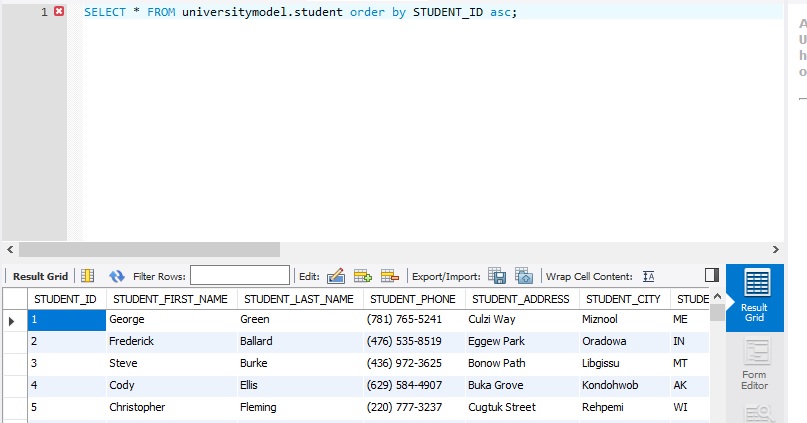 1 SELECT * FROM universitymodel.student order by STUDENT_ID asc;
A
U
h
o
Result Grid Filter Rows: Edit: Export/Import: Wrap Cell Content:
STUDENT_ID STUDENT_FIRST_NAME STUDENT_LAST_NAME STUDENT_PHONE STUDENT_ADDRESS STUDENT_CITY STUDE
1 George Green (781) 765-5241 Culzi Way Miznool ME
2 Frederick Ballard (476) 535-8519 Eggew Park Oradowa IN
3 Steve Burke (436) 972-3625 Bonow Path Libgissu MT
4 Cody Ellis (629) 584-4907 Buka Grove Kondohwob AK
5 Christopher Fleming (220) 777-3237 Cugtuk Street Rehpemi WI
Result
Grid
Form
Editor